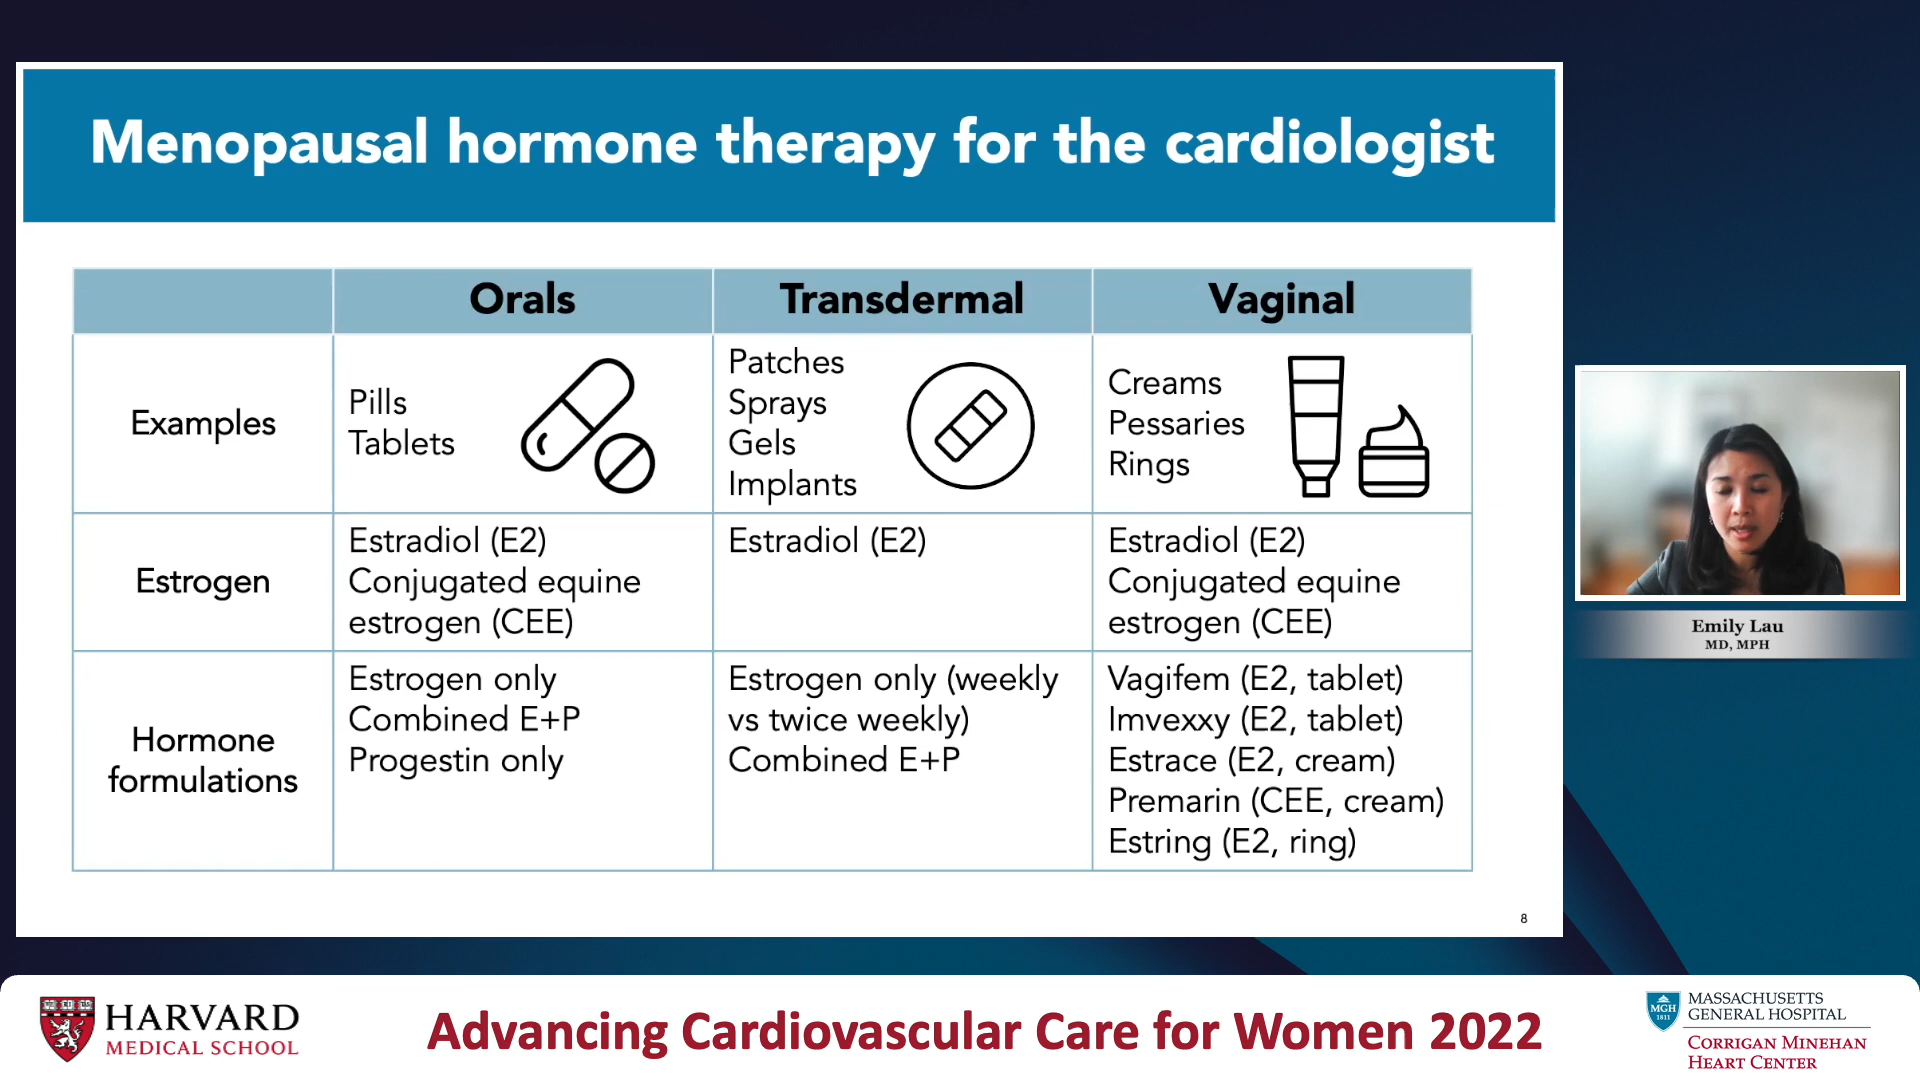 Menopausal hormone therapy for the cardiologist
Orals
Transdermal
Vaginal
Examples
Pills
Tablets
Patches
Sprays
Gels
Implants
Creams
Pessaries
Rings
Estrogen
Estradiol (E2)
Conjugated equine
estrogen (CEE)
Estradiol (E2)
Estradiol (E2)
Conjugated equine
estrogen (CEE)
Hormone
formulations
Estrogen only
Combined E+P
Progestin only
Estrogen only (weekly
vs twice weekly)
Combined E+P
Vagifem (E2, tablet)
Imvexxy (E2, tablet)
Estrace (E2, cream)
Premarin (CEE, cream)
Estring (E2, ring)
8
Emily Lau
MD, MPH
HARVARD
MEDICAL SCHOOL
Advancing Cardiovascular Care for Women 2022
MGH
1811
MASSACHUSETTS
GENERAL HOSPITAL
CORRIGAN MINEHAN
HEART CENTER